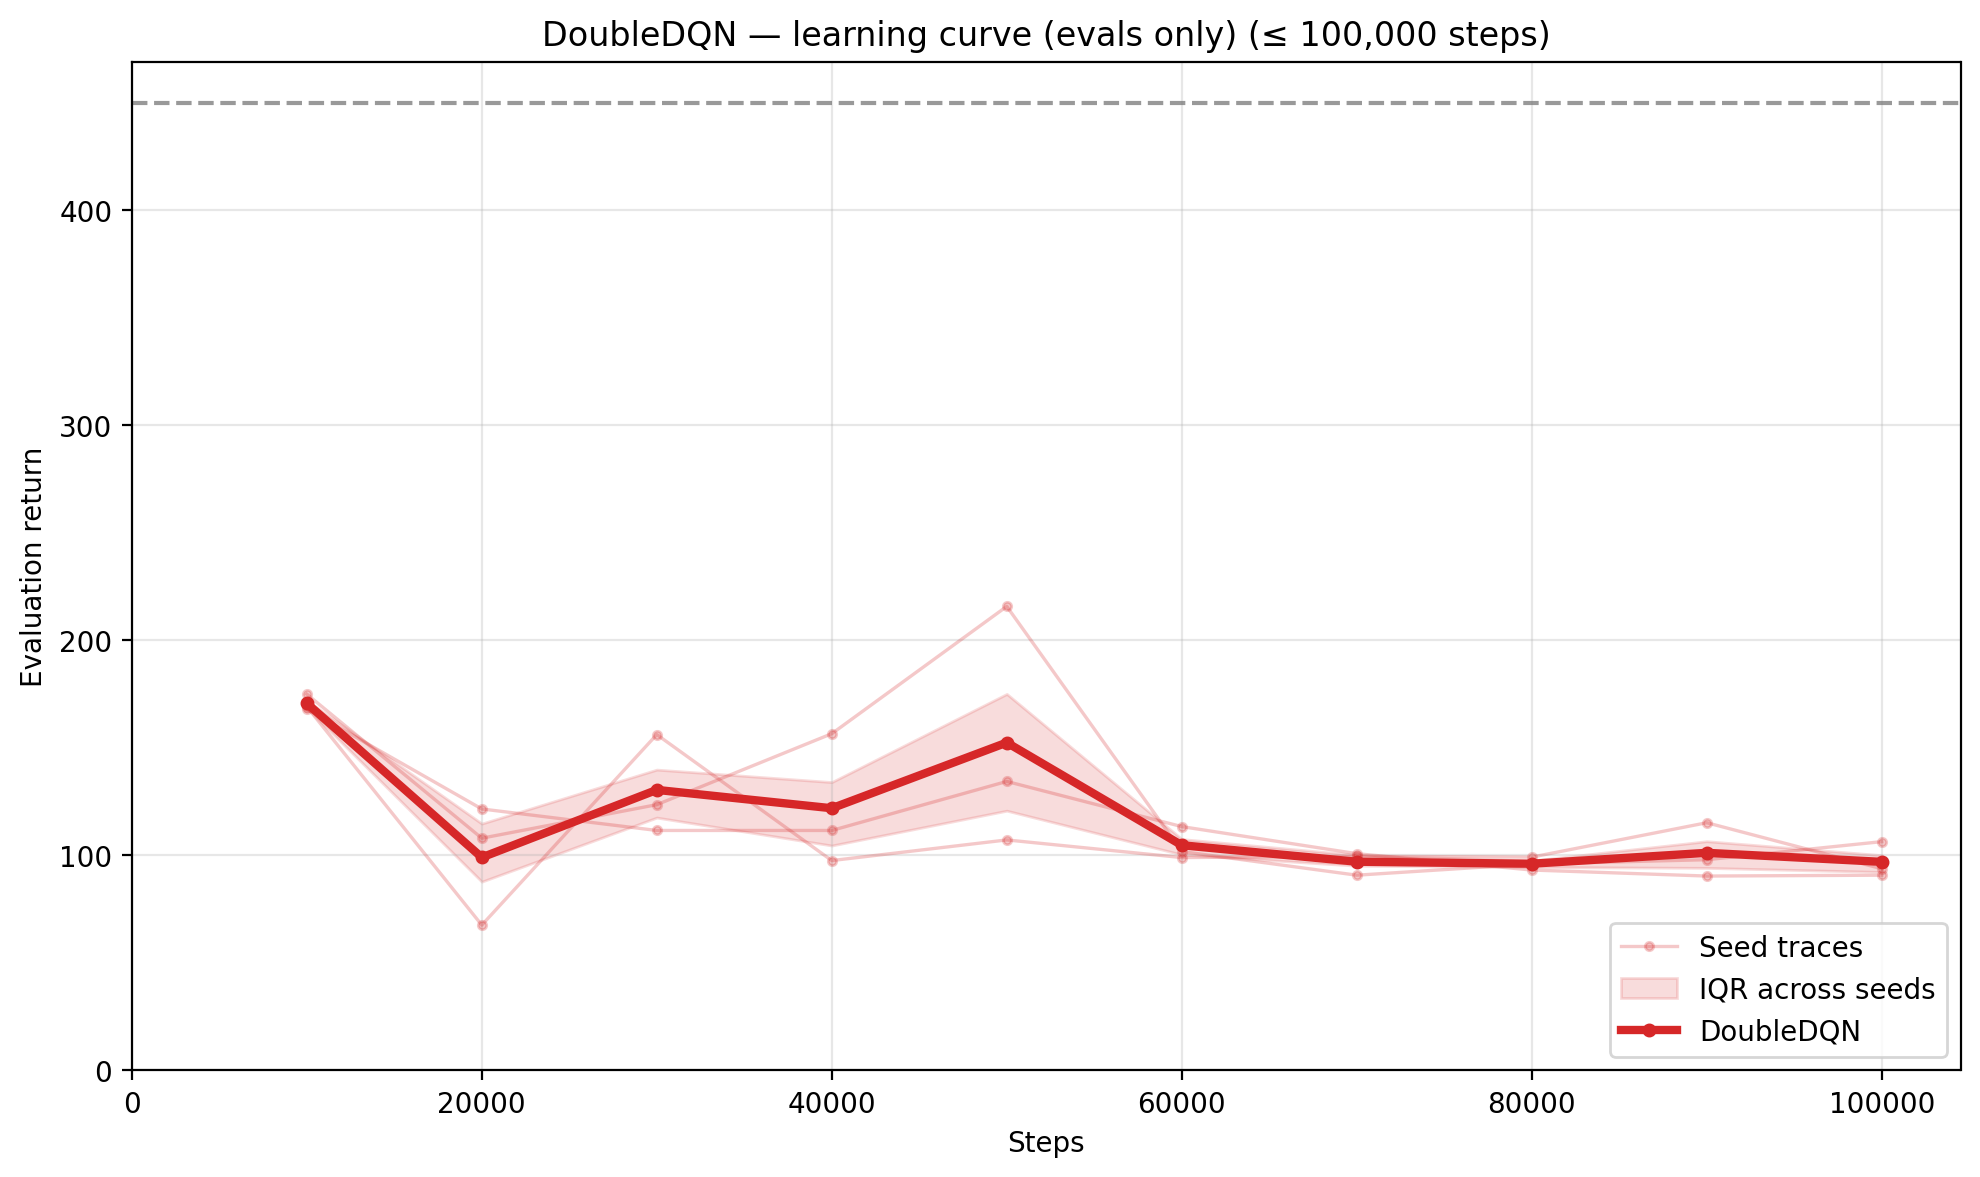 DoubleDQN — learning curve (evals only) (≤ 100,000 steps)
Evaluation return
400
300
200
100
0
0 20000 40000 60000 80000 100000
Steps
Seed traces
IQR across seeds
DoubleDQN